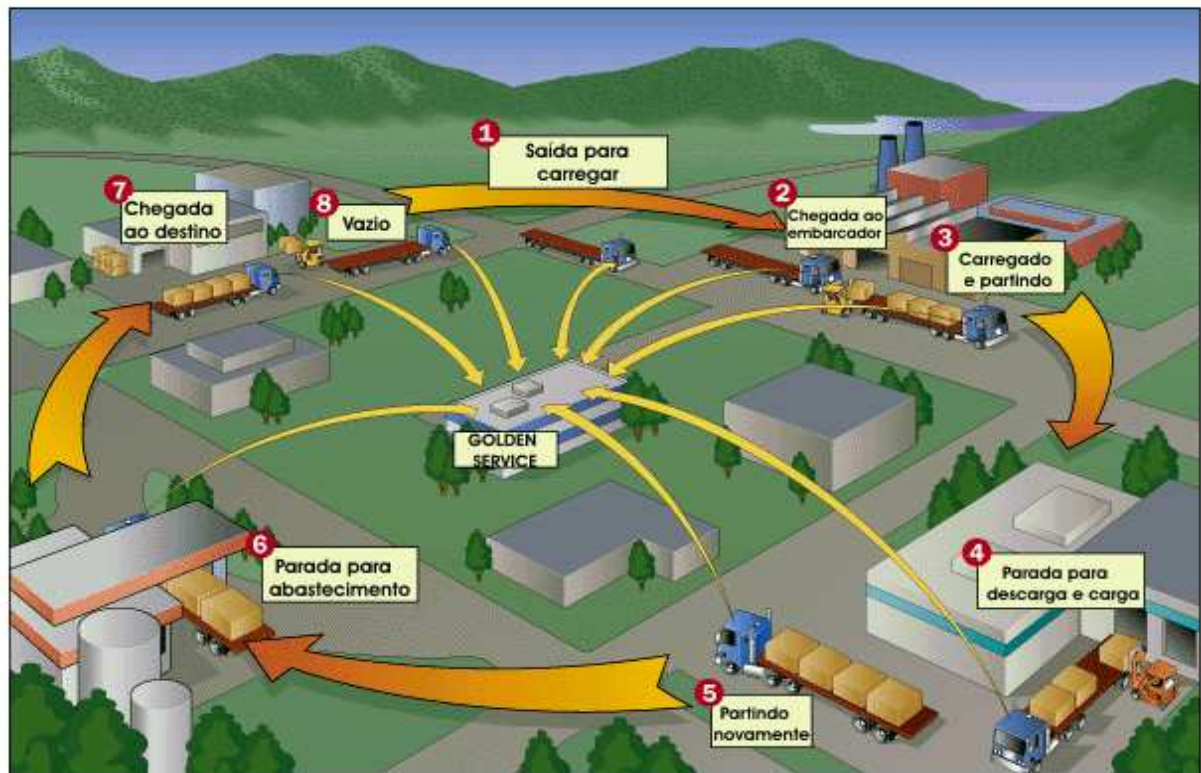 1
Saída para
carregar
2
Chegada ao
embarcador
3
Carregado
e partindo
4
Parada para
descarga e carga
5
Partindo
novamente
6
Parada para
abastecimento
7
Chegada
ao destino
8
Vazio
GOLDEN
SERVICE